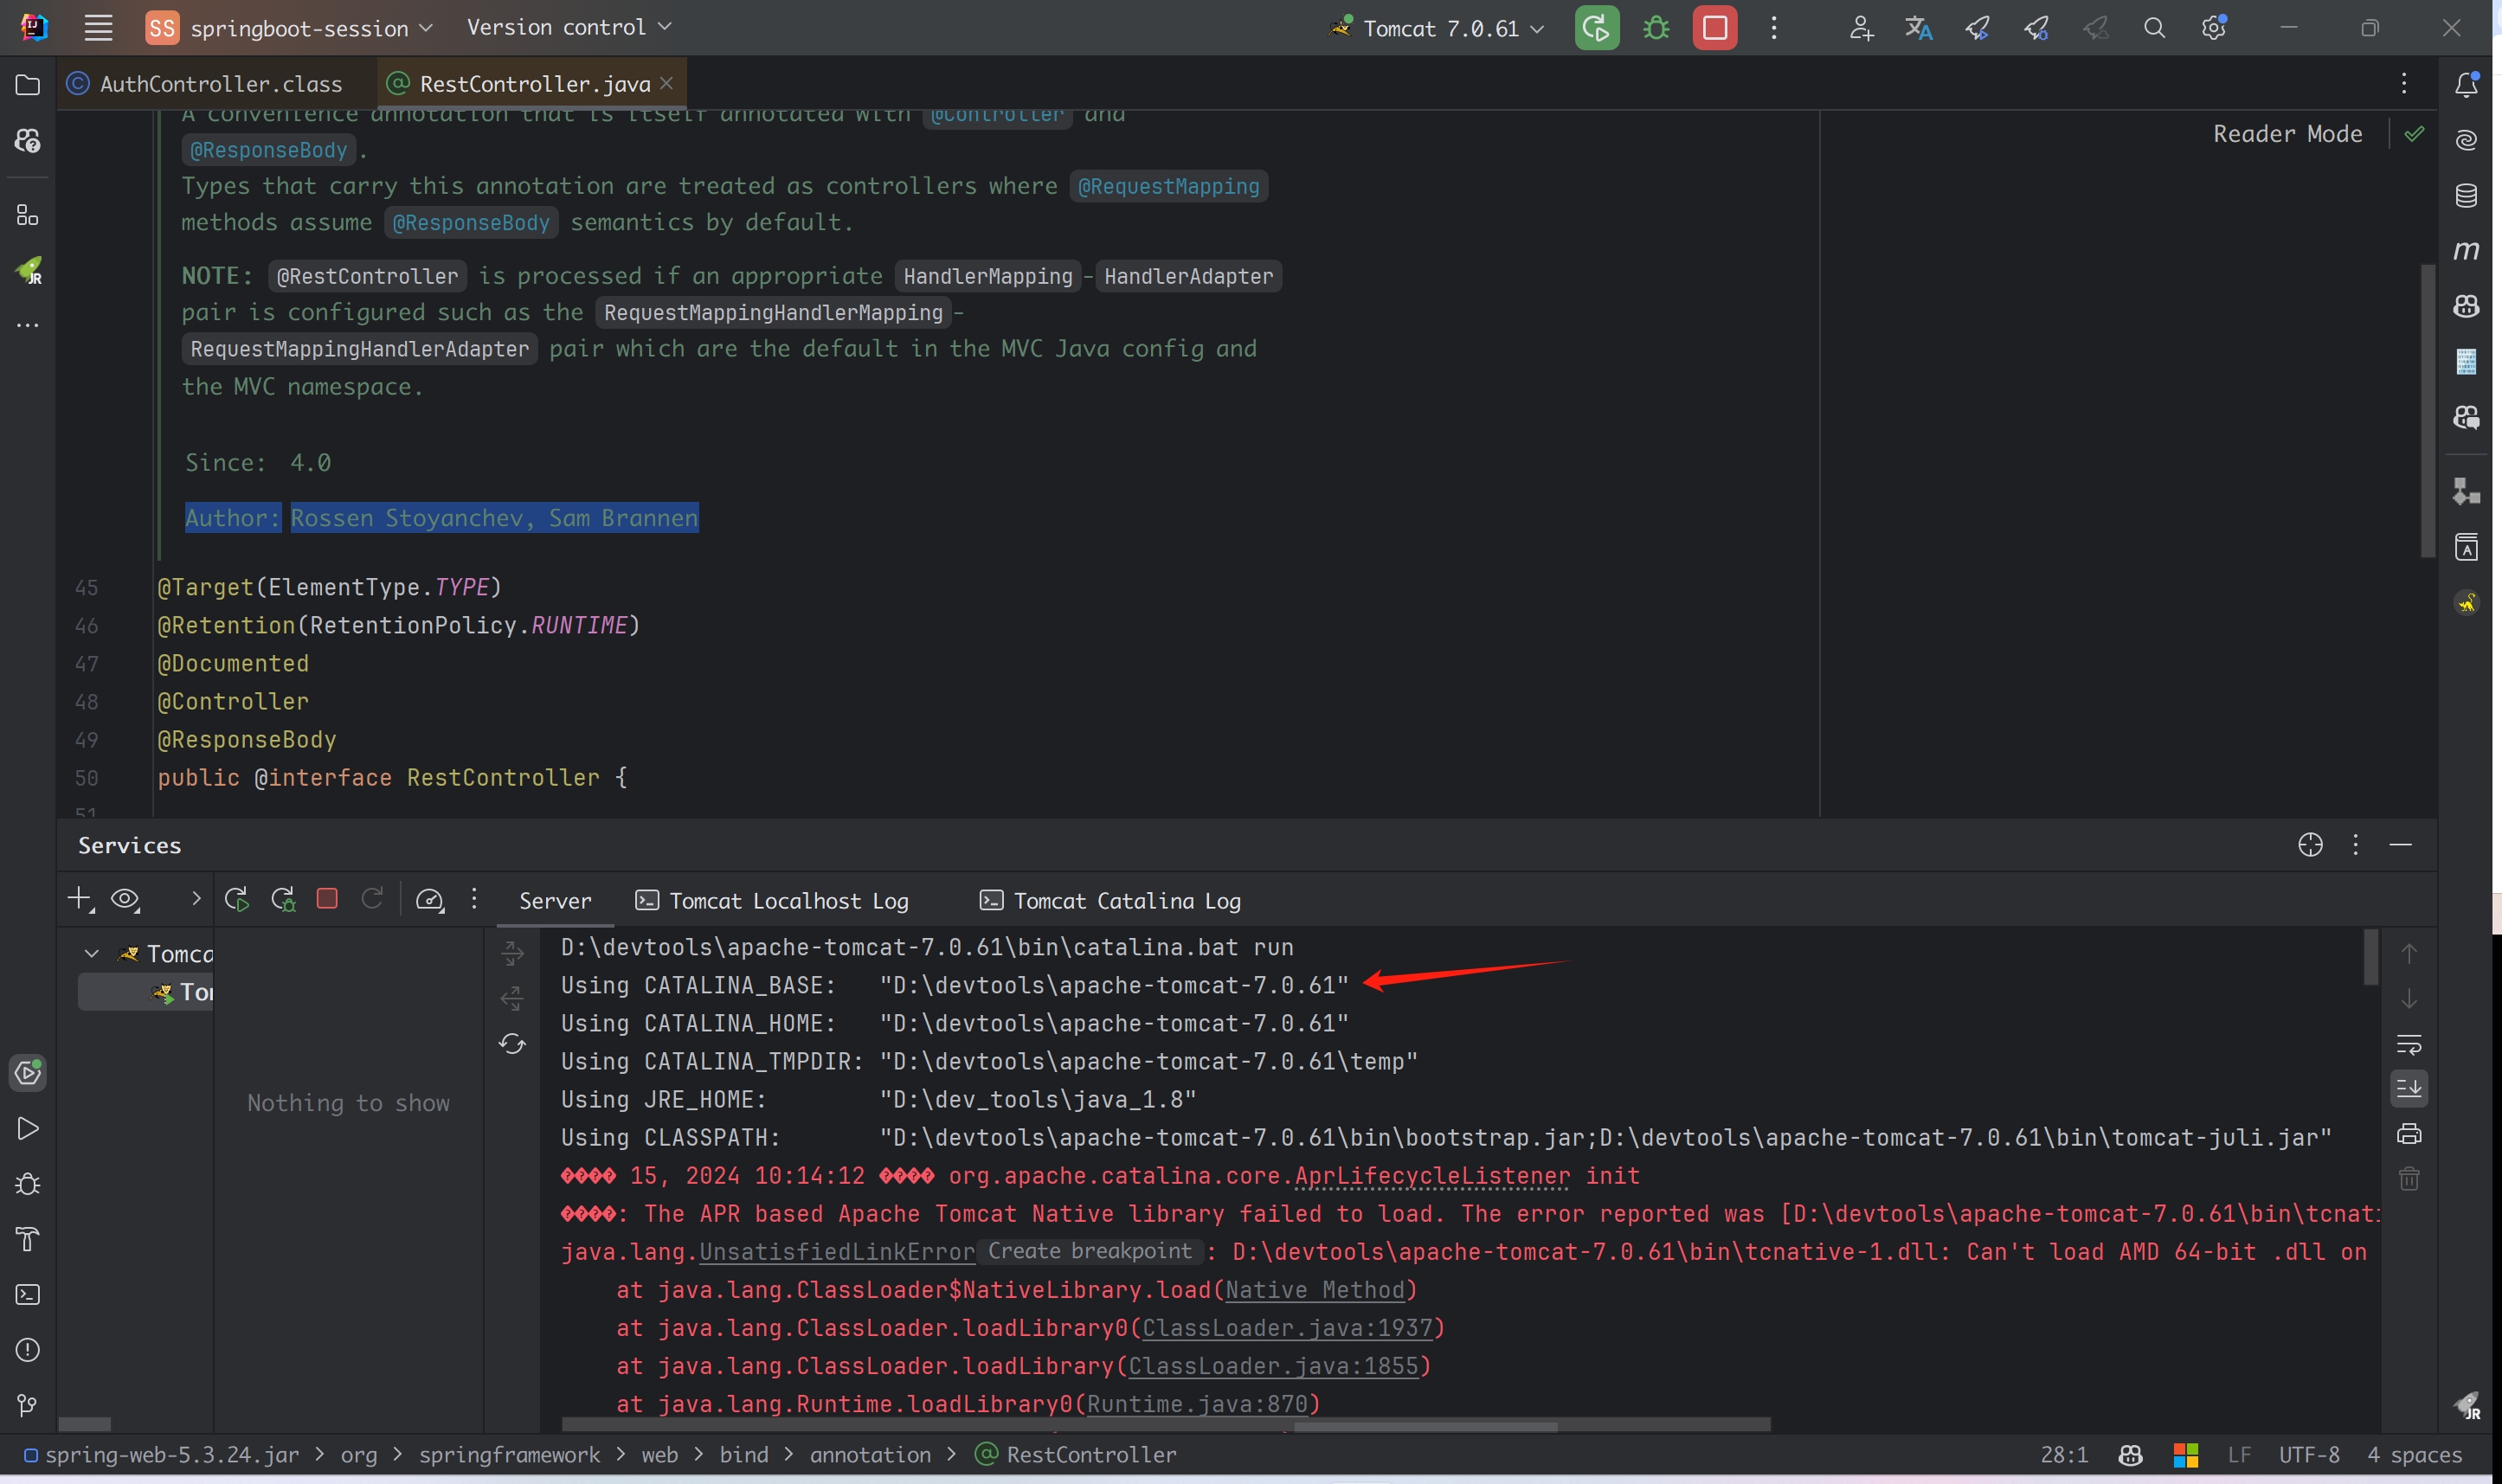 SS springboot-session Version control Tomcat 7.0.61
AuthController.class RestController.java
A convenience annotation that is itself annotated with @Controller and
@ResponseBody .
Types that carry this annotation are treated as controllers where @RequestMapping
methods assume @ResponseBody semantics by default.
NOTE: @RestController is processed if an appropriate HandlerMapping-HandlerAdapter
pair is configured such as the RequestMappingHandlerMapping-
RequestMappingHandlerAdapter pair which are the default in the MVC Java config and
the MVC namespace.
Since: 4.0
Author: Rossen Stoyanchev, Sam Brannen
Reader Mode
45 @Target(ElementType.TYPE)
46 @Retention(RetentionPolicy.RUNTIME)
47 @Documented
48 @Controller
49 @ResponseBody
50 public @interface RestController {
51
Services
Server Tomcat Localhost Log Tomcat Catalina Log
Tomca
Tor
Nothing to show
D:\devtools\apache-tomcat-7.0.61\bin\catalina.bat run
Using CATALINA_BASE: "D:\devtools\apache-tomcat-7.0.61"
Using CATALINA_HOME: "D:\devtools\apache-tomcat-7.0.61"
Using CATALINA_TMPDIR: "D:\devtools\apache-tomcat-7.0.61\temp"
Using JRE_HOME: "D:\dev_tools\java_1.8"
Using CLASSPATH: "D:\devtools\apache-tomcat-7.0.61\bin\bootstrap.jar;D:\devtools\apache-tomcat-7.0.61\bin\tomcat-juli.jar"
���� 15, 2024 10:14:12 ���� org.apache.catalina.core.AprLifecycleListener init
����: The APR based Apache Tomcat Native library failed to load. The error reported was [D:\devtools\apache-tomcat-7.0.61\bin\tcnati
java.lang.UnsatisfiedLinkError Create breakpoint : D:\devtools\apache-tomcat-7.0.61\bin\tcnative-1.dll: Can't load AMD 64-bit .dll on
at java.lang.ClassLoader$NativeLibrary.load(Native Method)
at java.lang.ClassLoader.loadLibrary0(ClassLoader.java:1937)
at java.lang.ClassLoader.loadLibrary(ClassLoader.java:1855)
at java.lang.Runtime.loadLibrary0(Runtime.java:870)
spring-web-5.3.24.jar > org > springframework > web > bind > annotation > RestController
28:1 LF UTF-8 4 spaces